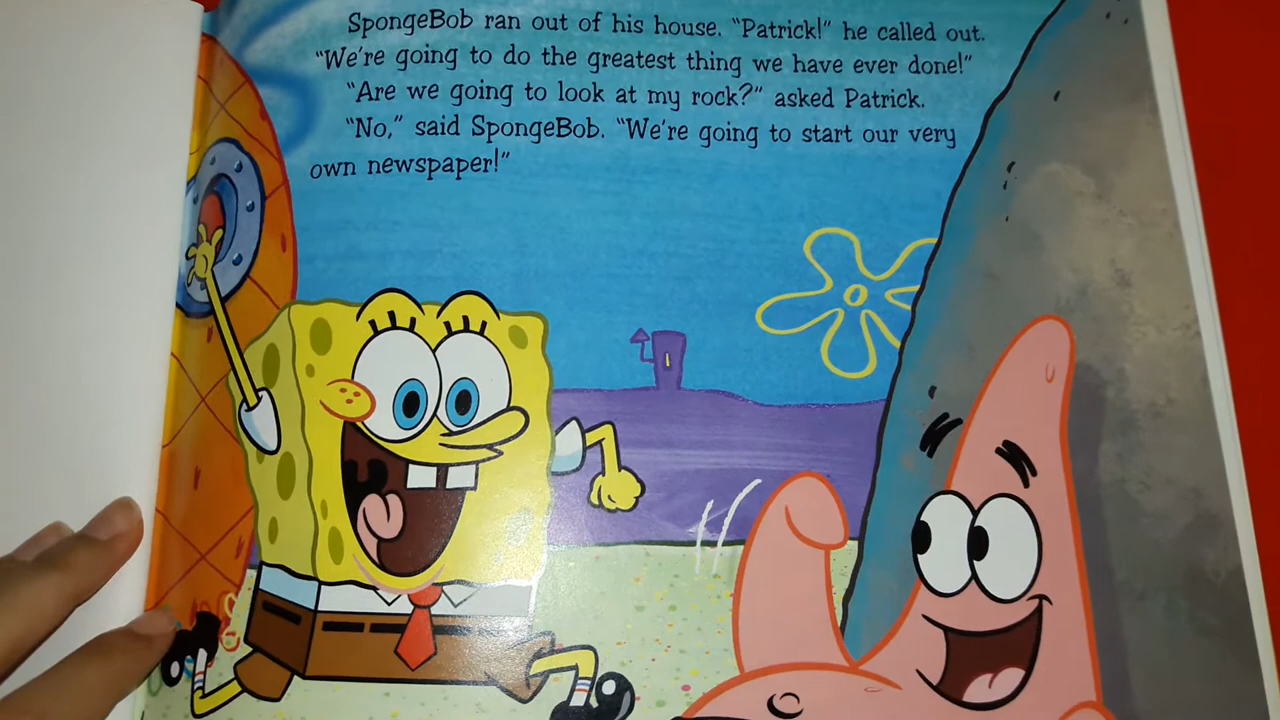 SpongeBob ran out of his house. “Patrick!” he called out.
“We’re going to do the greatest thing we have ever done!”
“Are we going to look at my rock?” asked Patrick.
“No,” said SpongeBob. “We’re going to start our very
own newspaper!”